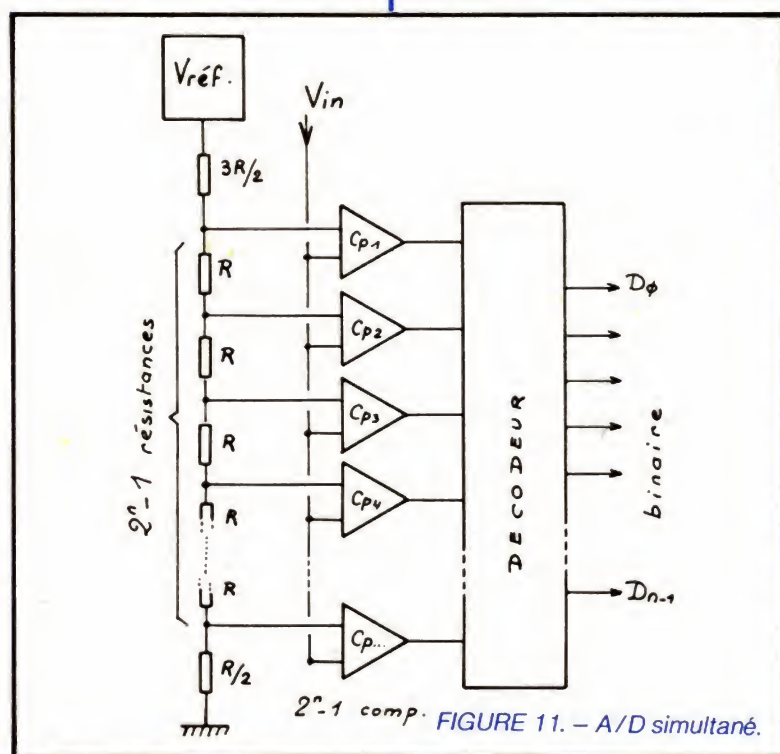 Vréf.
Vin
3R/2
Cp1
R
Cp2
R
Cp3
R
Cp4
R
R
Cp...
R/2
2ⁿ-1 résistances
2ⁿ-1 comp.
DECODEUR
Dφ
binaire
Dn-1
FIGURE 11. – A/D simultané.